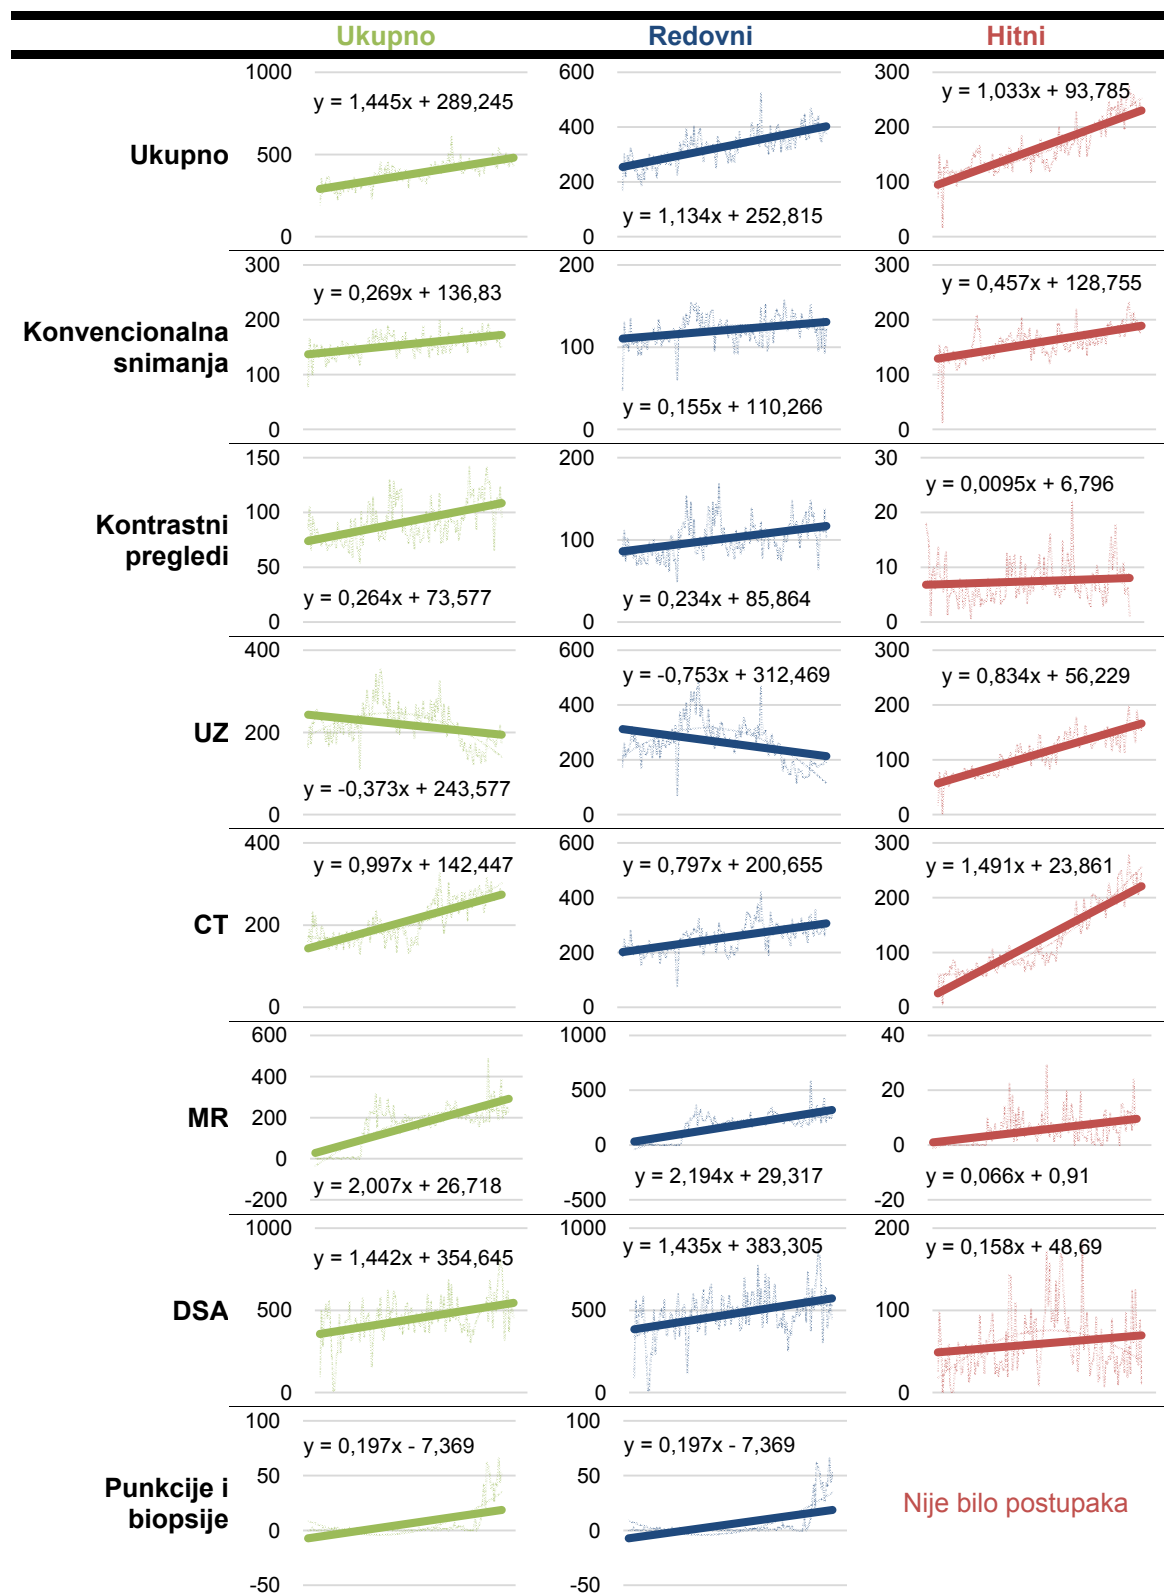 Ukupno Redovni Hitni
1000 600 300
y = 1,445x + 289,245
y = 1,033x + 93,785
400 200
Ukupno
500
200 100
y = 1,134x + 252,815
0 0 0
300 200 300
y = 0,269x + 136,83
y = 0,457x + 128,755
200 200
Konvencionalna
snimanja
100
100 100
y = 0,155x + 110,266
0 0 0
150 200 30
y = 0,0095x + 6,796
100 20
Kontrastni
pregledi
100
50 10
y = 0,264x + 73,577
y = 0,234x + 85,864
0 0 0
400 600 300
y = -0,753x + 312,469
y = 0,834x + 56,229
400 200
UZ
200
200 100
y = -0,373x + 243,577
0 0 0
400 600 300
y = 0,997x + 142,447
y = 0,797x + 200,655
y = 1,491x + 23,861
400 200
CT
200
200 100
0 0 0
600 1000 40
400
500 20
MR
200
0 0 0
y = 2,007x + 26,718
y = 2,194x + 29,317
y = 0,066x + 0,91
-200 -500 -20
1000 1000 200
y = 1,442x + 354,645
y = 1,435x + 383,305
y = 0,158x + 48,69
DSA
500 500 100
0 0 0
100 100
y = 0,197x - 7,369
y = 0,197x - 7,369
50 50
Punkcije i
biopsije
Nije bilo postupaka
0 0
-50 -50